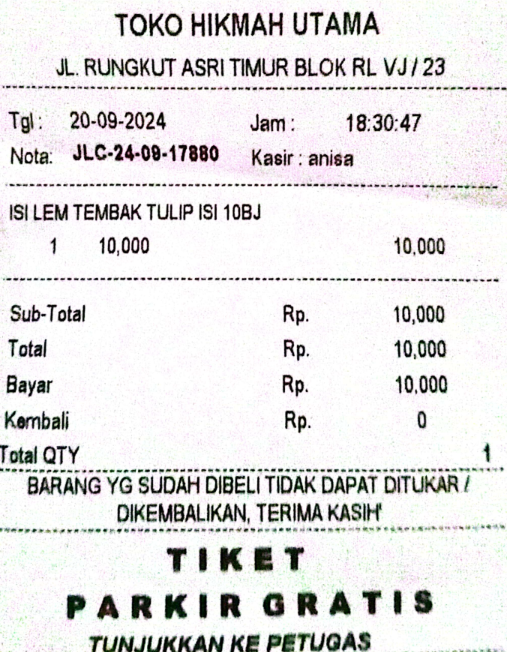 TOKO HIKMAH UTAMA
JL. RUNGKUT ASRI TIMUR BLOK RL VJ / 23
Tgl : 20-09-2024 Jam : 18:30:47
Nota: JLC-24-09-17880 Kasir : anisa
ISI LEM TEMBAK TULIP ISI 10BJ
1 10,000 10,000
Sub-Total Rp. 10,000
Total Rp. 10,000
Bayar Rp. 10,000
Kembali Rp. 0
Total QTY 1
BARANG YG SUDAH DIBELI TIDAK DAPAT DITUKAR /
DIKEMBALIKAN, TERIMA KASIH'
TIKET
PARKIR GRATIS
TUNJUKKAN KE PETUGAS